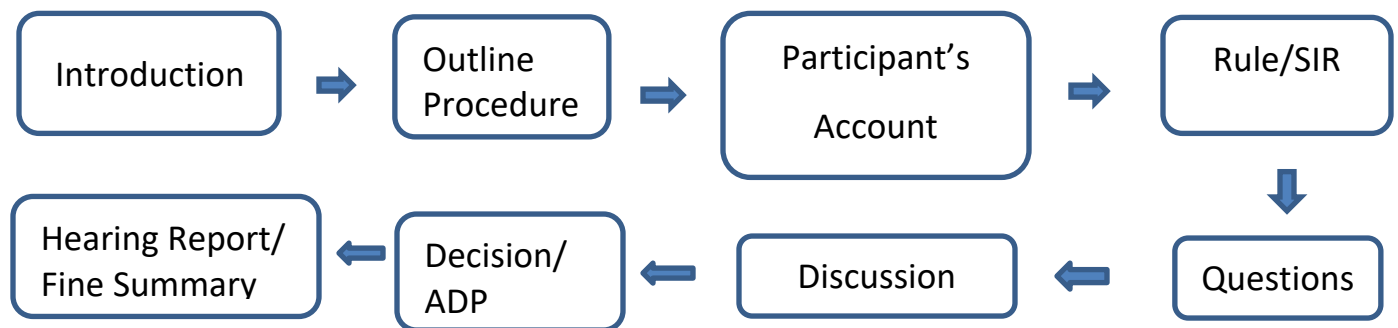 Introduction
Outline
Procedure
Participant’s
Account
Rule/SIR
Questions
Discussion
Decision/
ADP
Hearing Report/
Fine Summary